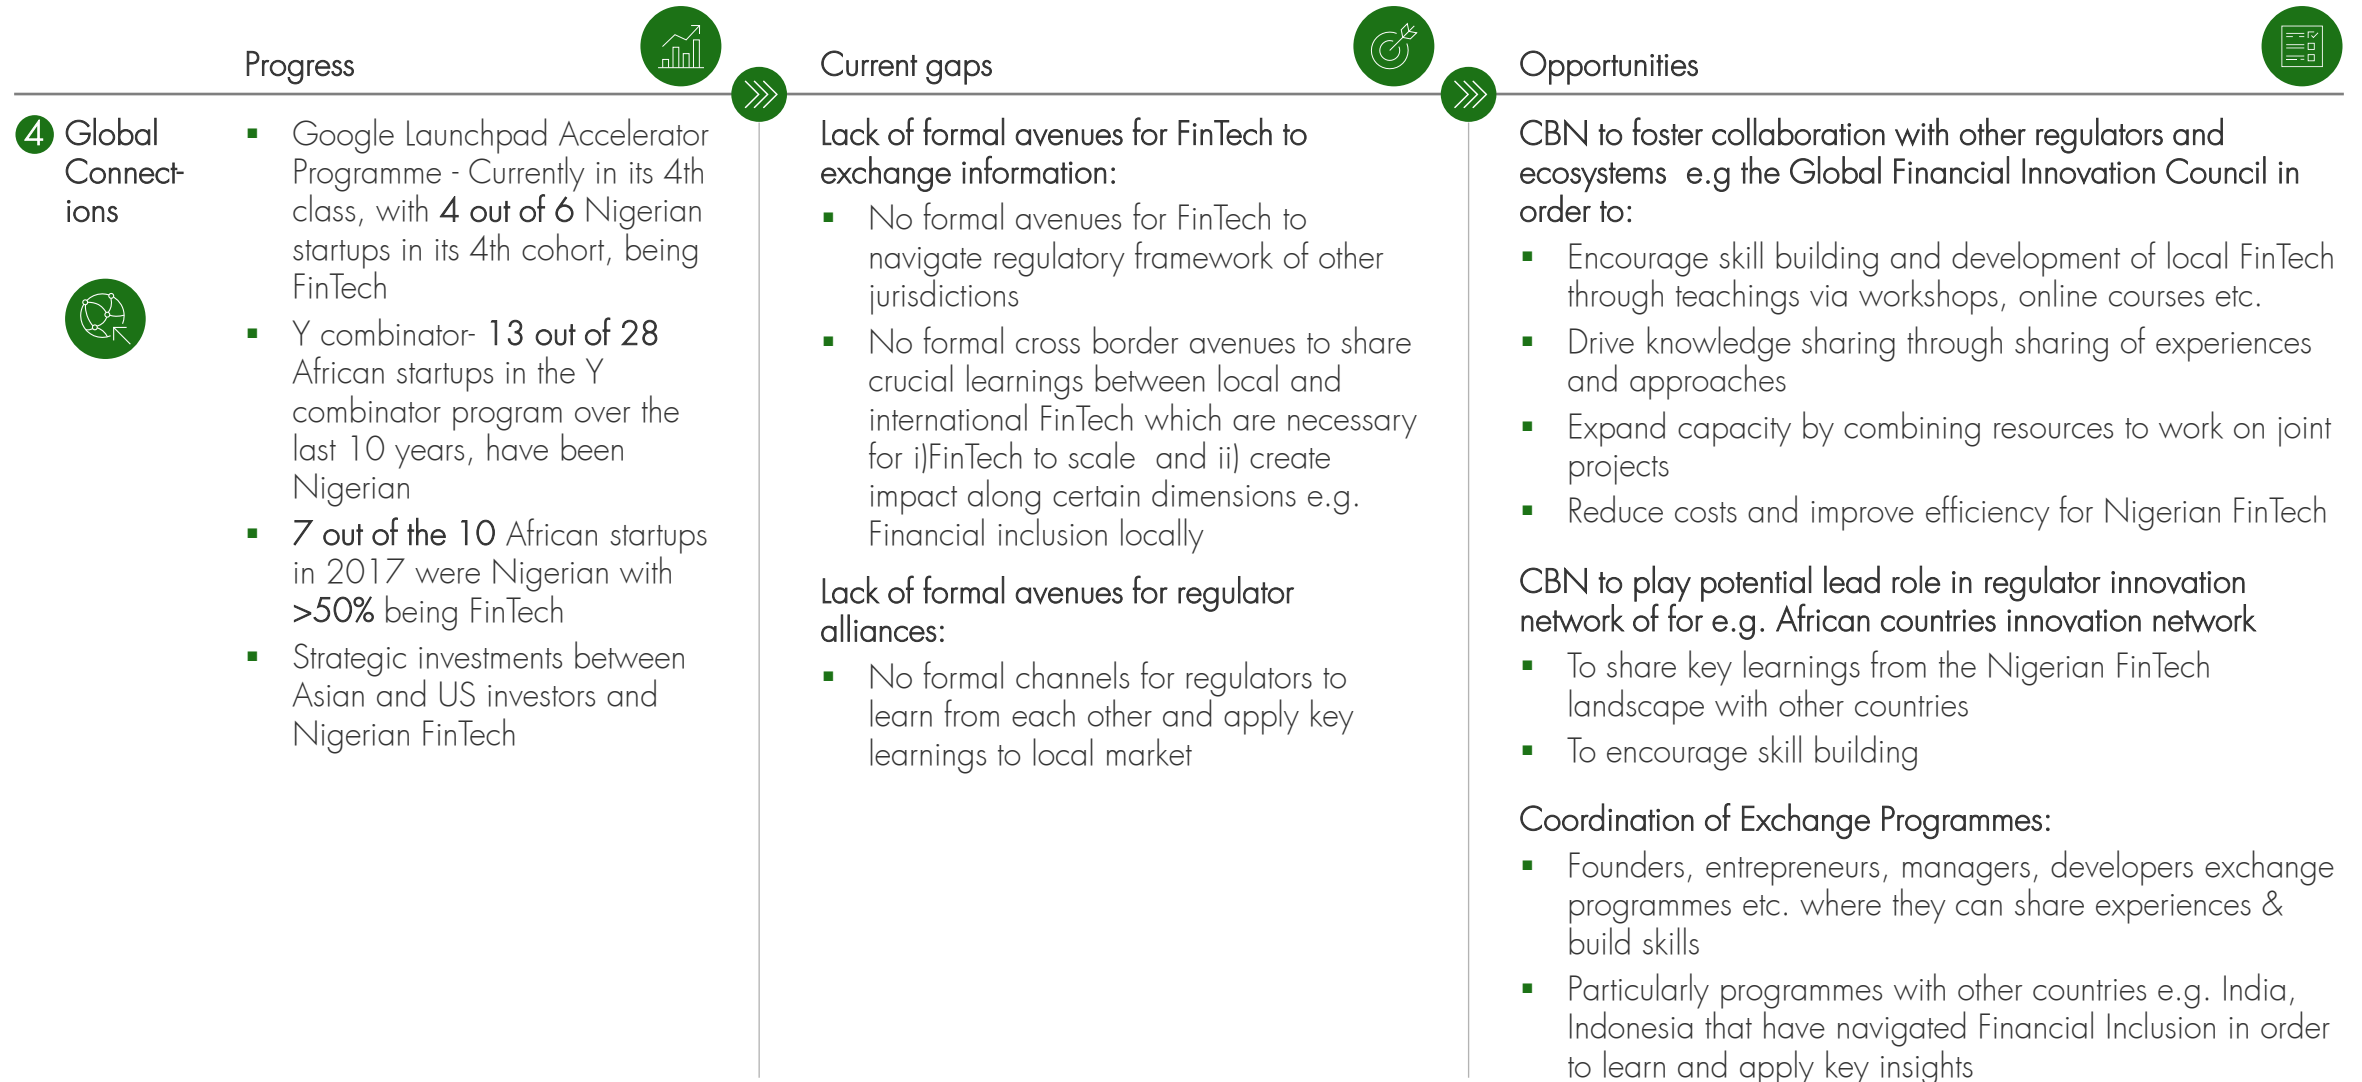 Progress
Current gaps
Opportunities
4 Global
Connect-
ions
Google Launchpad Accelerator
Programme - Currently in its 4th
class, with 4 out of 6 Nigerian
startups in its 4th cohort, being
FinTech
Y combinator- 13 out of 28
African startups in the Y
combinator program over the
last 10 years, have been
Nigerian
7 out of the 10 African startups
in 2017 were Nigerian with
>50% being FinTech
Strategic investments between
Asian and US investors and
Nigerian FinTech
Lack of formal avenues for FinTech to
exchange information:
No formal avenues for FinTech to
navigate regulatory framework of other
jurisdictions
No formal cross border avenues to share
crucial learnings between local and
international FinTech which are necessary
for i)FinTech to scale  and ii) create
impact along certain dimensions e.g.
Financial inclusion locally
Lack of formal avenues for regulator
alliances:
No formal channels for regulators to
learn from each other and apply key
learnings to local market
CBN to foster collaboration with other regulators and
ecosystems  e.g the Global Financial Innovation Council in
order to:
Encourage skill building and development of local FinTech
through teachings via workshops, online courses etc.
Drive knowledge sharing through sharing of experiences
and approaches
Expand capacity by combining resources to work on joint
projects
Reduce costs and improve efficiency for Nigerian FinTech
CBN to play potential lead role in regulator innovation
network of for e.g. African countries innovation network
To share key learnings from the Nigerian FinTech
landscape with other countries
To encourage skill building
Coordination of Exchange Programmes:
Founders, entrepreneurs, managers, developers exchange
programmes etc. where they can share experiences &
build skills
Particularly programmes with other countries e.g. India,
Indonesia that have navigated Financial Inclusion in order
to learn and apply key insights